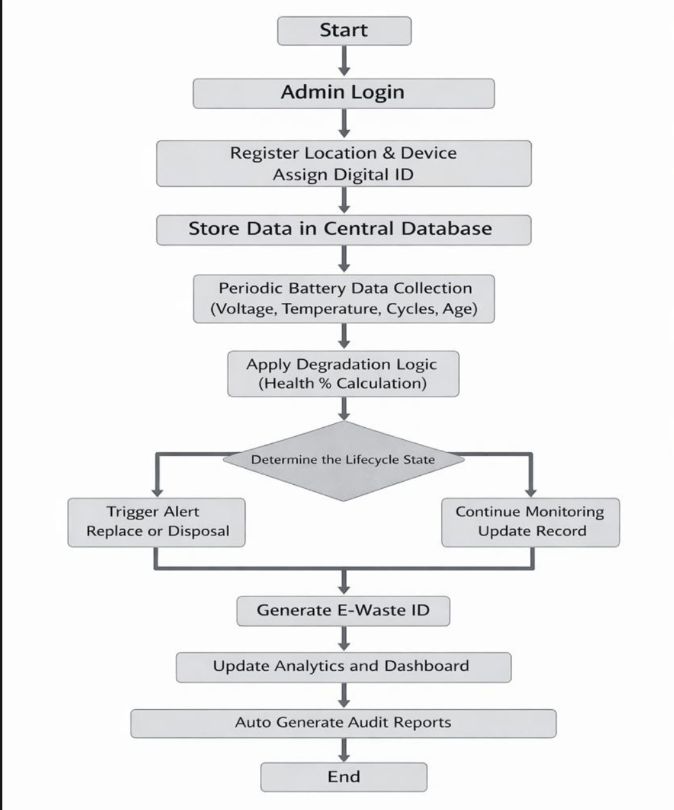 Start
Admin Login
Register Location & Device
Assign Digital ID
Store Data in Central Database
Periodic Battery Data Collection
(Voltage, Temperature, Cycles, Age)
Apply Degradation Logic
(Health % Calculation)
Determine the Lifecycle State
Trigger Alert
Replace or Disposal
Continue Monitoring
Update Record
Generate E-Waste ID
Update Analytics and Dashboard
Auto Generate Audit Reports
End